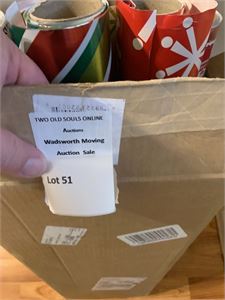 TWO OLD SOULS ONLINE
Auctions
Wadsworth Moving
Auction Sale
Lot 51